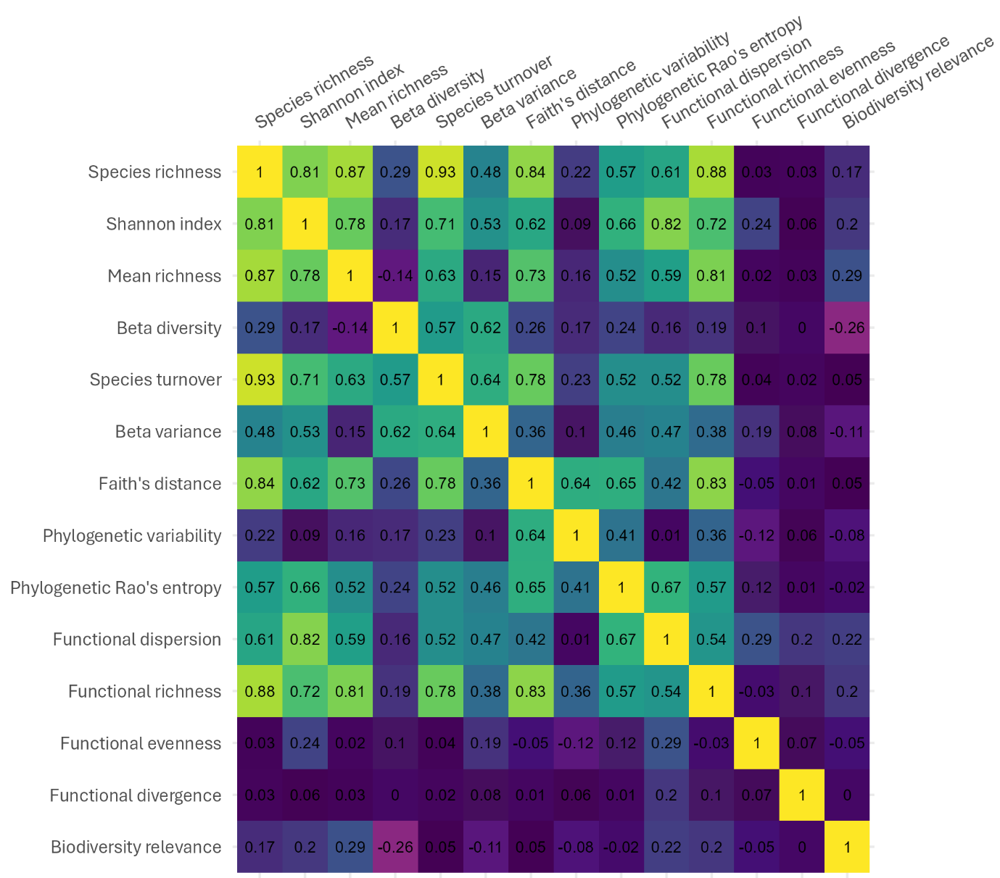 Species richness
Shannon index
Mean richness
Beta diversity
Species turnover
Beta variance
Faith's distance
Phylogenetic variability
Phylogenetic Rao's entropy
Functional dispersion
Functional richness
Functional evenness
Functional divergence
Biodiversity relevance
Species richness 1 0.81 0.87 0.29 0.93 0.48 0.84 0.22 0.57 0.61 0.88 0.03 0.03 0.17
Shannon index 0.81 1 0.78 0.17 0.71 0.53 0.62 0.09 0.66 0.82 0.72 0.24 0.06 0.2
Mean richness 0.87 0.78 1 -0.14 0.63 0.15 0.73 0.16 0.52 0.59 0.81 0.02 0.03 0.29
Beta diversity 0.29 0.17 -0.14 1 0.57 0.62 0.26 0.17 0.24 0.16 0.19 0.1 0 -0.26
Species turnover 0.93 0.71 0.63 0.57 1 0.64 0.78 0.23 0.52 0.52 0.78 0.04 0.02 0.05
Beta variance 0.48 0.53 0.15 0.62 0.64 1 0.36 0.1 0.46 0.47 0.38 0.19 0.08 -0.11
Faith's distance 0.84 0.62 0.73 0.26 0.78 0.36 1 0.64 0.65 0.42 0.83 -0.05 0.01 0.05
Phylogenetic variability 0.22 0.09 0.16 0.17 0.23 0.1 0.64 1 0.41 0.01 0.36 -0.12 0.06 -0.08
Phylogenetic Rao's entropy 0.57 0.66 0.52 0.24 0.52 0.46 0.65 0.41 1 0.67 0.57 0.12 0.01 -0.02
Functional dispersion 0.61 0.82 0.59 0.16 0.52 0.47 0.42 0.01 0.67 1 0.54 0.29 0.2 0.22
Functional richness 0.88 0.72 0.81 0.19 0.78 0.38 0.83 0.36 0.57 0.54 1 -0.03 0.1 0.2
Functional evenness 0.03 0.24 0.02 0.1 0.04 0.19 -0.05 -0.12 0.12 0.29 -0.03 1 0.07 -0.05
Functional divergence 0.03 0.06 0.03 0 0.02 0.08 0.01 0.06 0.01 0.2 0.1 0.07 1 0
Biodiversity relevance 0.17 0.2 0.29 -0.26 0.05 -0.11 0.05 -0.08 -0.02 0.22 0.2 -0.05 0 1